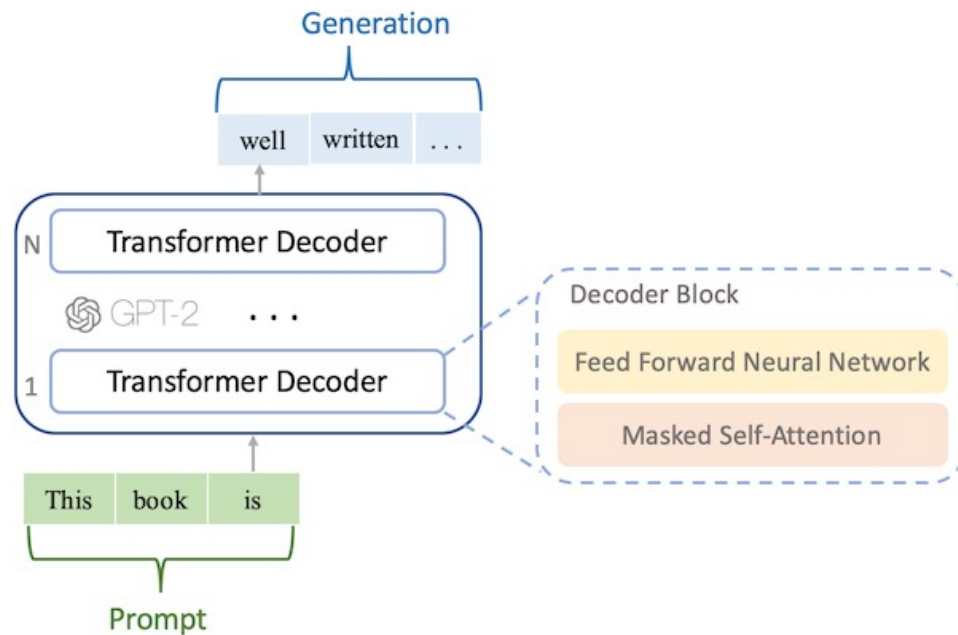 Generation
well written ...
N Transformer Decoder
GPT-2 ...
Decoder Block
Feed Forward Neural Network
1 Transformer Decoder
Masked Self-Attention
This book is
Prompt